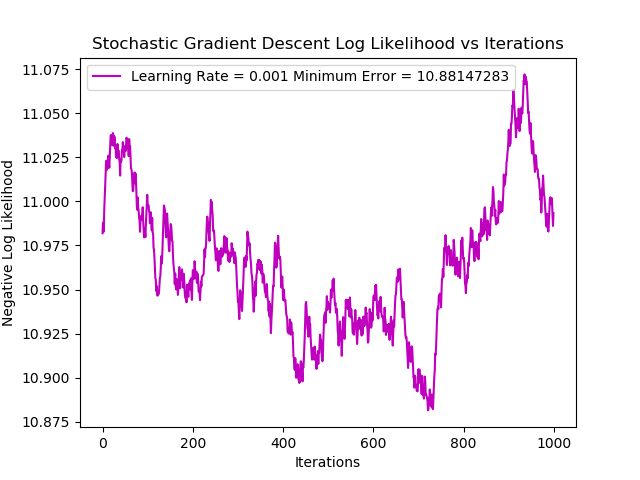 Stochastic Gradient Descent Log Likelihood vs Iterations
Learning Rate = 0.001 Minimum Error = 10.88147283
Negative Log Likelihood
11.075
11.050
11.025
11.000
10.975
10.950
10.925
10.900
10.875
0 200 400 600 800 1000
Iterations